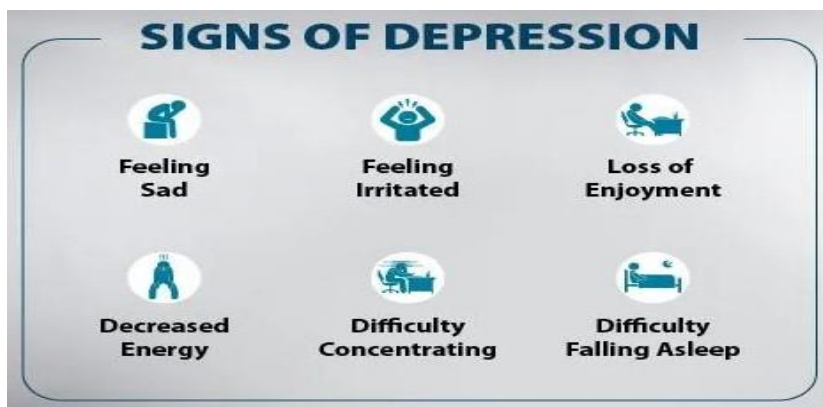 SIGNS OF DEPRESSION
Feeling
Sad
Feeling
Irritated
Loss of
Enjoyment
Decreased
Energy
Difficulty
Concentrating
Difficulty
Falling Asleep